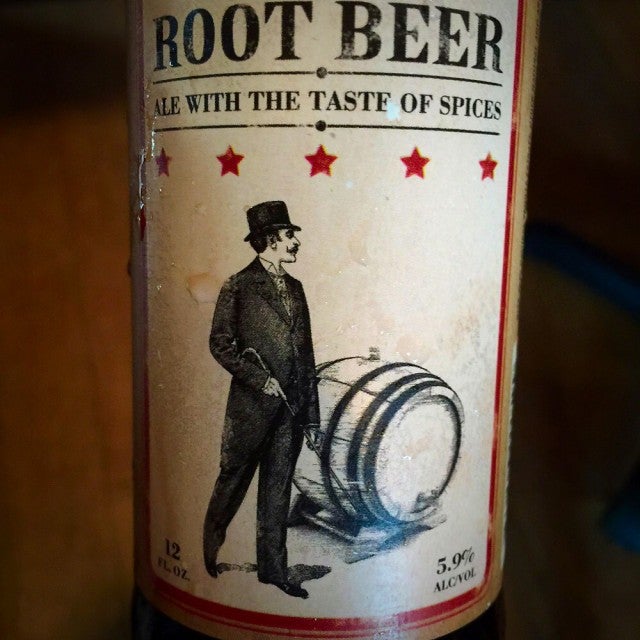 ROOT BEER
ALE WITH THE TASTE OF SPICES
12
FL. OZ.
5.9%
ALC/VOL